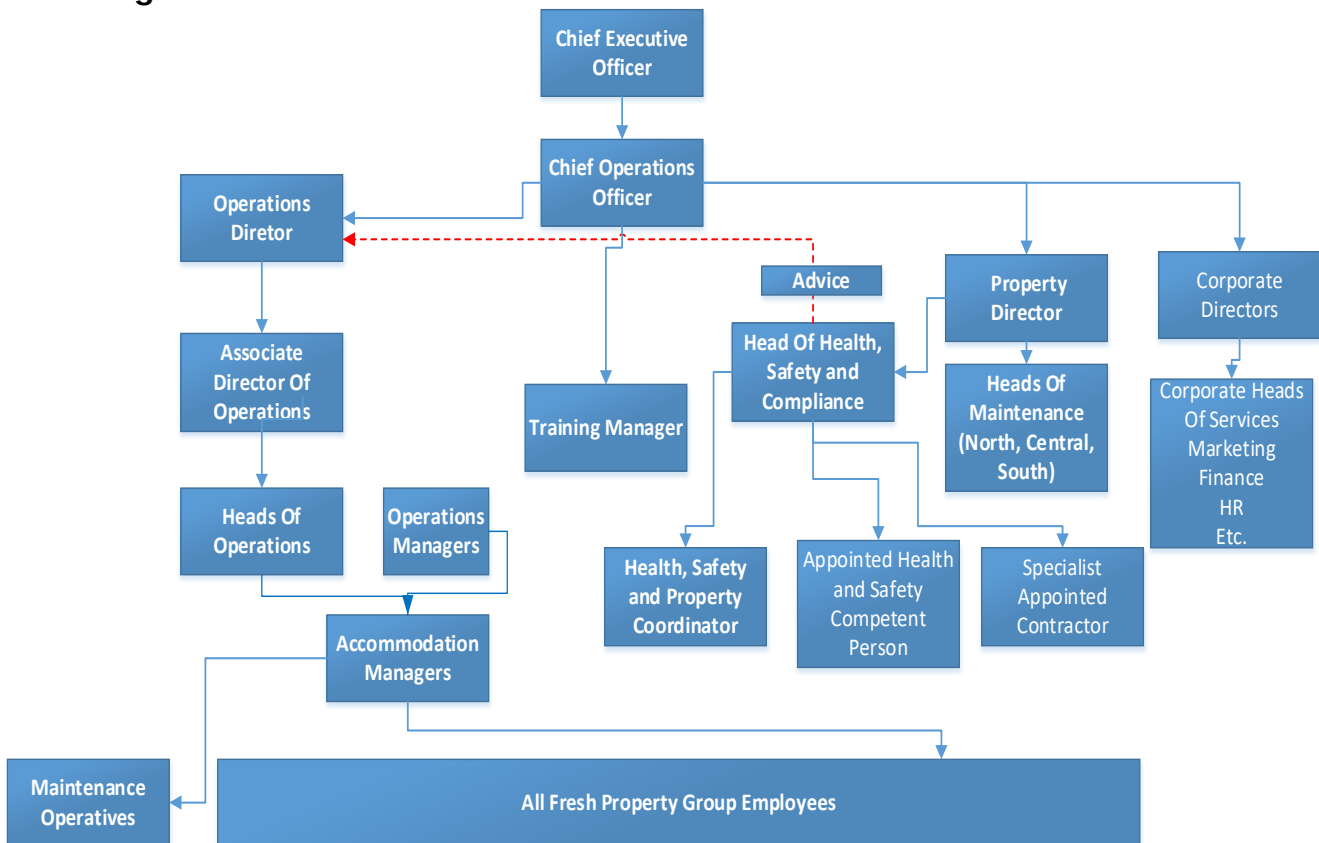 Chief Executive
Officer
Chief Operations
Officer
Operations
Diretor
Advice
Property
Director
Corporate
Directors
Associate
Director Of
Operations
Head Of Health,
Safety and
Compliance
Training Manager
Heads Of
Maintenance
(North, Central,
South)
Corporate Heads
Of Services
Marketing
Finance
HR
Etc.
Heads Of
Operations
Operations
Managers
Health, Safety
and Property
Coordinator
Appointed Health
and Safety
Competent
Person
Specialist
Appointed
Contractor
Accommodation
Managers
Maintenance
Operatives
All Fresh Property Group Employees